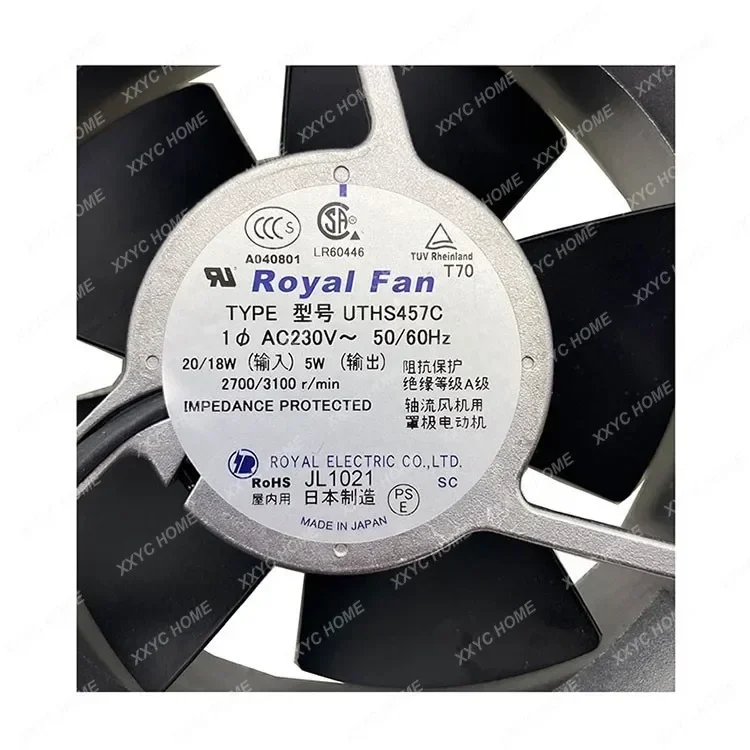 CCC S
SA
A040801
LR60446
TUV Rheinland
T70
RU
Royal Fan
TYPE 型号 UTHS457C
1ϕ AC230V～ 50/60Hz
20/18W (输入) 5W (输出)
2700/3100 r/min
IMPEDANCE PROTECTED
阻抗保护
绝缘等级A级
轴流风机用
罩极电动机
ROYAL ELECTRIC CO.,LTD.
RoHS JL1021 SC
屋内用 日本制造
PS
E
MADE IN JAPAN
XXYC HOME